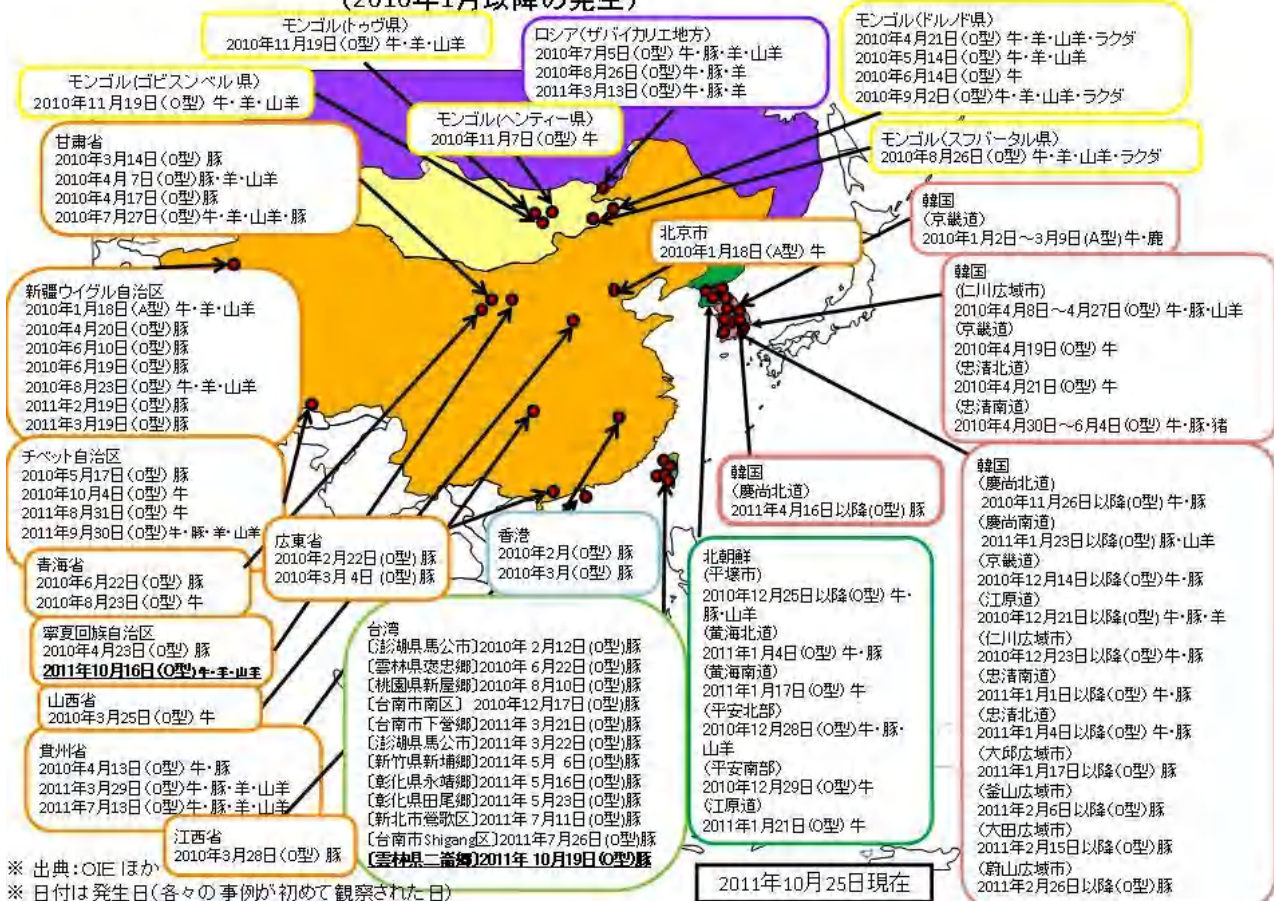 (2010年1月以降の発生)
モンゴル(トゥヴ県)
2010年11月19日(O型) 牛・羊・山羊
ロシア(ザバイカリエ地方)
2010年7月5日(O型) 牛・豚・羊・山羊
2010年8月26日(O型)牛・豚・羊
2011年3月13日(O型)牛・豚・羊
モンゴル(ドルノド県)
2010年4月21日(O型) 牛・羊・山羊・ラクダ
2010年5月14日(O型) 牛・羊・山羊
2010年6月14日(O型) 牛
2010年9月2日(O型)牛・羊・山羊・ラクダ
モンゴル(ゴビスンベル県)
2010年11月19日(O型) 牛・羊・山羊
モンゴル(ヘンティー県)
2010年11月7日(O型) 牛
モンゴル(スフバータル県)
2010年8月26日(O型) 牛・羊・山羊・ラクダ
甘粛省
2010年3月14日(O型) 豚
2010年4月7日(O型)豚・羊・山羊
2010年4月17日(O型)豚
2010年7月27日(O型)牛・羊・山羊・豚
北京市
2010年1月18日(A型) 牛
韓国
(京畿道)
2010年1月2日～3月9日(A型)牛・鹿
新疆ウイグル自治区
2010年1月18日(A型) 牛・羊・山羊
2010年4月20日(O型)豚
2010年6月10日(O型)豚
2010年6月19日(O型)豚
2010年8月23日(O型) 牛・羊・山羊
2011年2月19日(O型)豚
2011年3月19日(O型)豚
韓国
(仁川広域市)
2010年4月8日～4月27日(O型) 牛・豚・山羊
(京畿道)
2010年4月19日(O型) 牛
(忠清北道)
2010年4月21日(O型) 牛
(忠清南道)
2010年4月30日～6月4日(O型) 牛・豚・猪
チベット自治区
2010年5月17日(O型) 豚
2010年10月4日(O型) 牛
2011年8月31日(O型) 牛
2011年9月30日(O型)牛・豚・羊・山羊
韓国
(慶尚北道)
2011年4月16日以降(O型) 豚
韓国
(慶尚北道)
2010年11月26日以降(O型) 牛・豚
(慶尚南道)
2011年1月23日以降(O型) 豚・山羊
(京畿道)
2010年12月14日以降(O型)牛・豚
(江原道)
2010年12月21日以降(O型)牛・豚・羊
(仁川広域市)
2010年12月23日以降(O型)牛・豚
(忠清南道)
2011年1月1日以降(O型) 牛・豚
(忠清北道)
2011年1月4日以降(O型) 牛・豚
(大邱広域市)
2011年1月17日以降(O型) 豚
(釜山広域市)
2011年2月6日以降(O型)豚
(大田広域市)
2011年2月15日以降(O型)豚
(蔚山広域市)
2011年2月26日以降(O型)豚
青海省
2010年6月22日(O型) 豚
2010年8月23日(O型) 牛
広東省
2010年2月22日(O型) 豚
2010年3月4日(O型)豚
香港
2010年2月(O型) 豚
2010年3月(O型) 豚
北朝鮮
(平壌市)
2010年12月25日以降(O型) 牛・
豚・山羊
(黄海北道)
2011年1月4日(O型) 牛・豚
(黄海南道)
2011年1月17日(O型) 牛
(平安北部)
2010年12月28日(O型)牛・豚・
山羊
(平安南部)
2010年12月29日(O型)牛
(江原道)
2011年1月21日(O型) 牛
寧夏回族自治区
2010年4月23日(O型) 豚
2011年10月16日(O型)牛・羊・山羊
山西省
2010年3月25日(O型) 牛
貴州省
2010年4月13日(O型) 牛・豚
2011年3月29日(O型)牛・豚・羊・山羊
2011年7月13日(O型)牛・豚・羊・山羊
江西省
2010年3月28日(O型) 豚
台湾
[澎湖県馬公市]2010年 2月12日(O型)豚
[雲林県褒忠郷]2010年 6月22日(O型)豚
[桃園県新屋郷]2010年 8月10日(O型)豚
[台南市南区] 2010年12月17日(O型)豚
[台南市下営郷]2011年 3月21日(O型)豚
[澎湖県馬公市]2011年 3月22日(O型)豚
[新竹県新埔郷]2011年 5月 6日(O型)豚
[彰化県永靖郷]2011年 5月16日(O型)豚
[彰化県田尾郷]2011年 5月23日(O型)豚
[新北市鶯歌区]2011年 7月11日(O型)豚
[台南市Shigang区]2011年7月26日(O型)豚
[雲林県二崙郷]2011年 10月19日(O型)豚
※ 出典:OIE ほか
※ 日付は発生日(各々の事例が初めて観察された日)
2011年10月25日現在